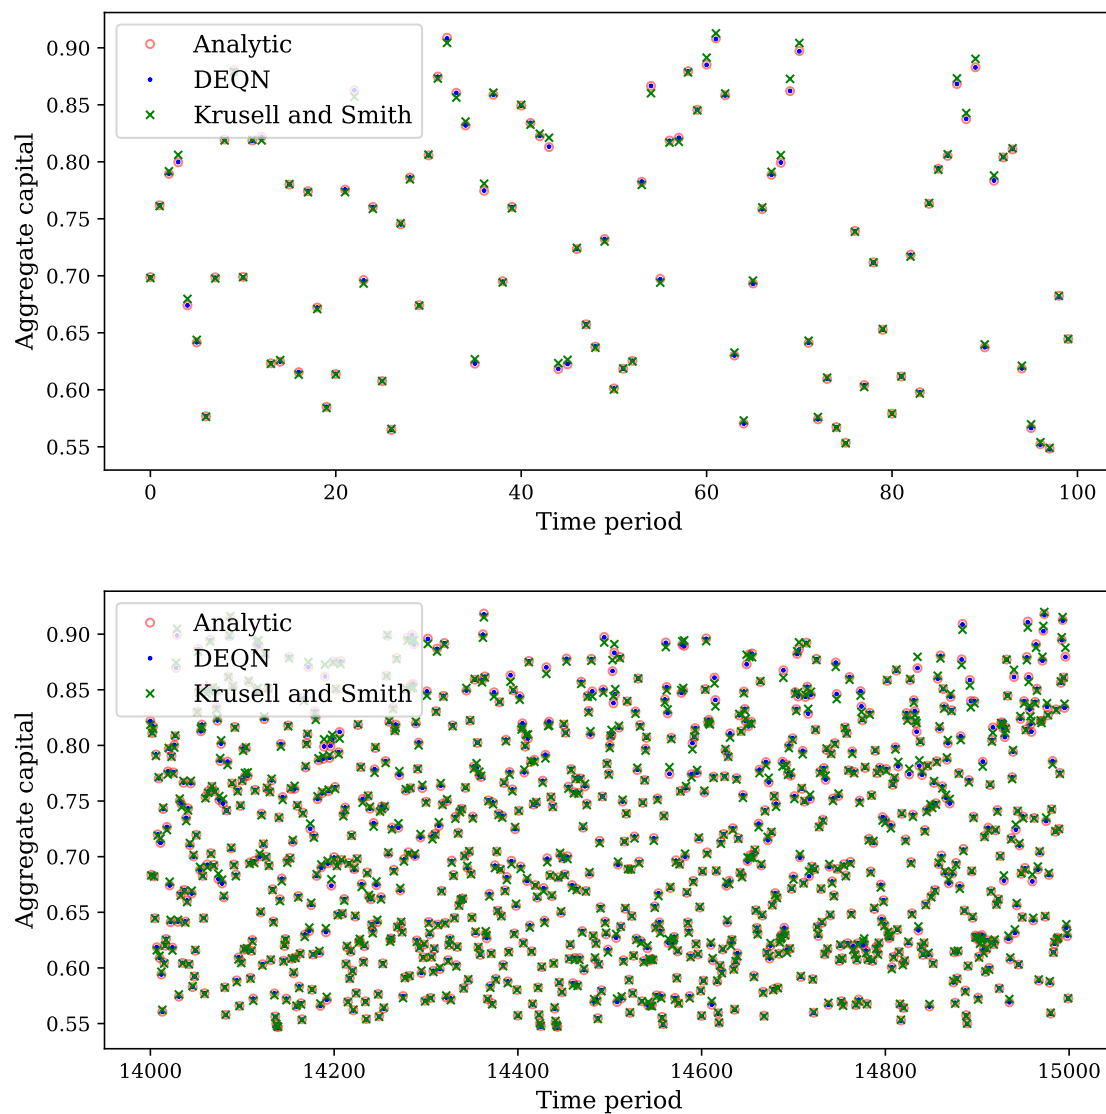 Aggregate capital
0.90
0.85
0.80
0.75
0.70
0.65
0.60
0.55
Analytic
DEQN
Krusell and Smith
0 20 40 60 80 100
Time period
Aggregate capital
0.90
0.85
0.80
0.75
0.70
0.65
0.60
0.55
Analytic
DEQN
Krusell and Smith
14000 14200 14400 14600 14800 15000
Time period